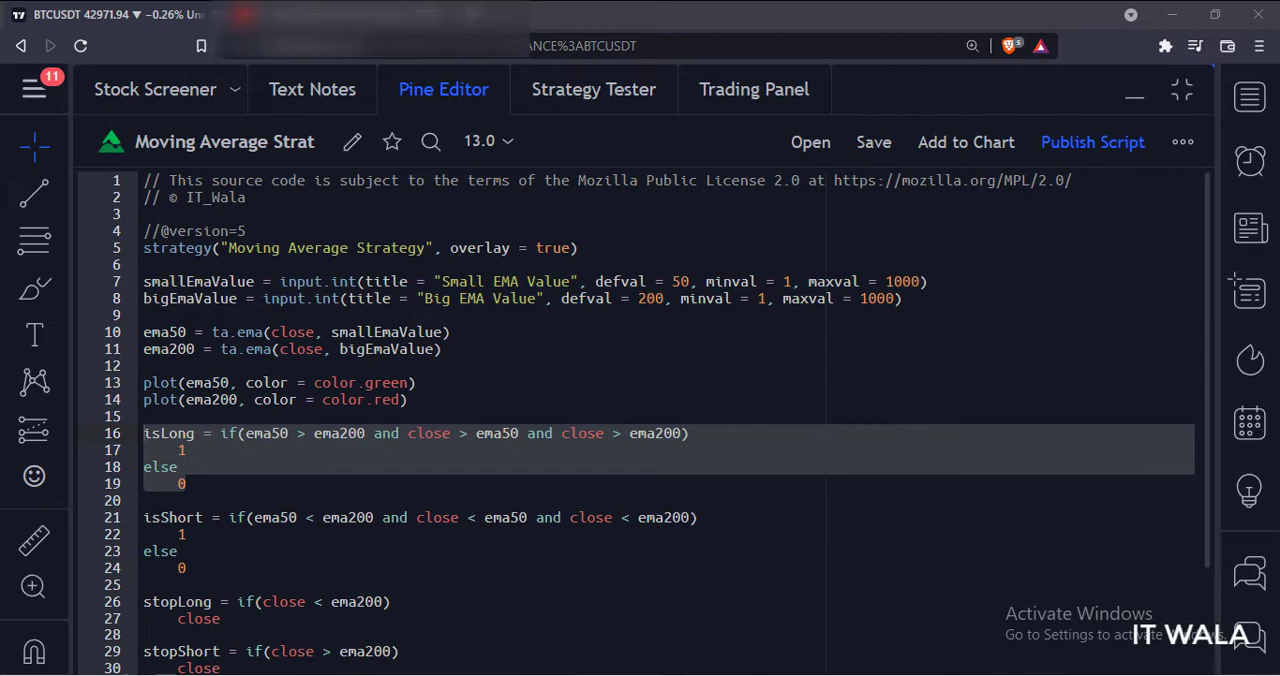 BTCUSDT 42971.94 ▼ −0.26% Un
ANCE%3ABTCUSDT
5
11
Stock Screener
Text Notes
Pine Editor
Strategy Tester
Trading Panel
Moving Average Strat
13.0
Open
Save
Add to Chart
Publish Script
1 // This source code is subject to the terms of the Mozilla Public License 2.0 at https://mozilla.org/MPL/2.0/
2 // © IT_Wala
3
4 //@version=5
5 strategy("Moving Average Strategy", overlay = true)
6
7 smallEmaValue = input.int(title = "Small EMA Value", defval = 50, minval = 1, maxval = 1000)
8 bigEmaValue = input.int(title = "Big EMA Value", defval = 200, minval = 1, maxval = 1000)
9
10 ema50 = ta.ema(close, smallEmaValue)
11 ema200 = ta.ema(close, bigEmaValue)
12
13 plot(ema50, color = color.green)
14 plot(ema200, color = color.red)
15
16 isLong = if(ema50 > ema200 and close > ema50 and close > ema200)
17     1
18 else
19     0
20
21 isShort = if(ema50 < ema200 and close < ema50 and close < ema200)
22     1
23 else
24     0
25
26 stopLong = if(close < ema200)
27     close
28
29 stopShort = if(close > ema200)
30     close
Activate Windows
Go to Settings to activate Windows.
IT WALA